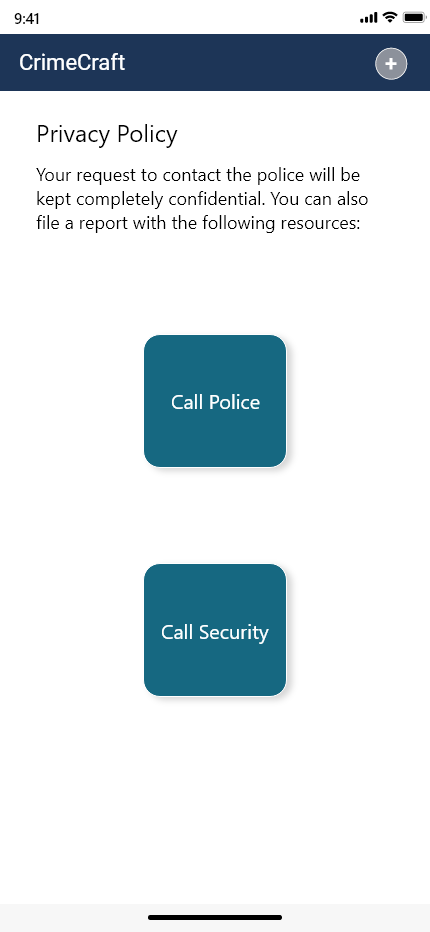 9:41
CrimeCraft
Privacy Policy
Your request to contact the police will be
kept completely confidential. You can also
file a report with the following resources:
Call Police
Call Security